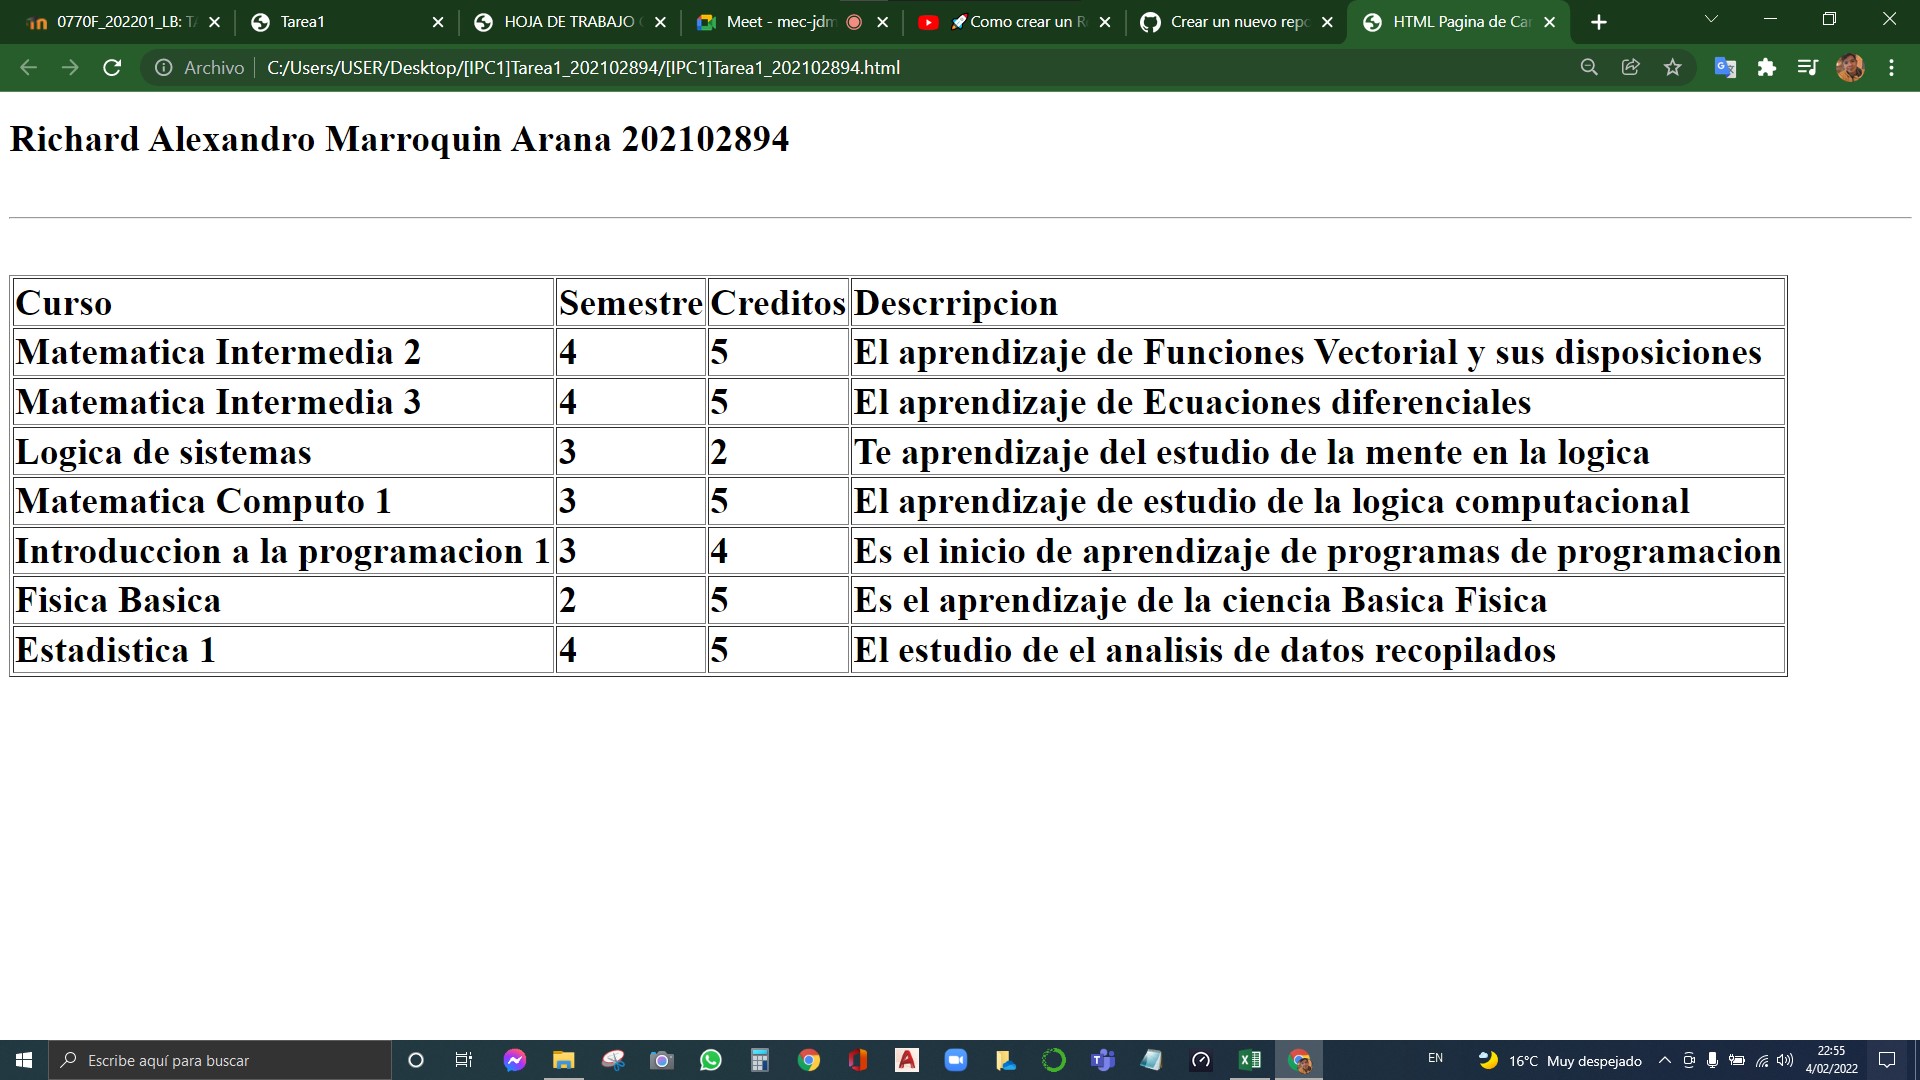 0770F_202201_LB: TA
Tarea1
HOJA DE TRABAJO
Meet - mec-jdm
Como crear un R
Crear un nuevo repo
HTML Pagina de Car
Archivo C:/Users/USER/Desktop/[IPC1]Tarea1_202102894/[IPC1]Tarea1_202102894.html
Richard Alexandro Marroquin Arana 202102894
Curso Semestre Creditos Descrripcion
Matematica Intermedia 2 4 5 El aprendizaje de Funciones Vectorial y sus disposiciones
Matematica Intermedia 3 4 5 El aprendizaje de Ecuaciones diferenciales
Logica de sistemas 3 2 Te aprendizaje del estudio de la mente en la logica
Matematica Computo 1 3 5 El aprendizaje de estudio de la logica computacional
Introduccion a la programacion 1 3 4 Es el inicio de aprendizaje de programas de programacion
Fisica Basica 2 5 Es el aprendizaje de la ciencia Basica Fisica
Estadistica 1 4 5 El estudio de el analisis de datos recopilados
Escribe aquí para buscar
EN
16°C Muy despejado
22:55
4/02/2022